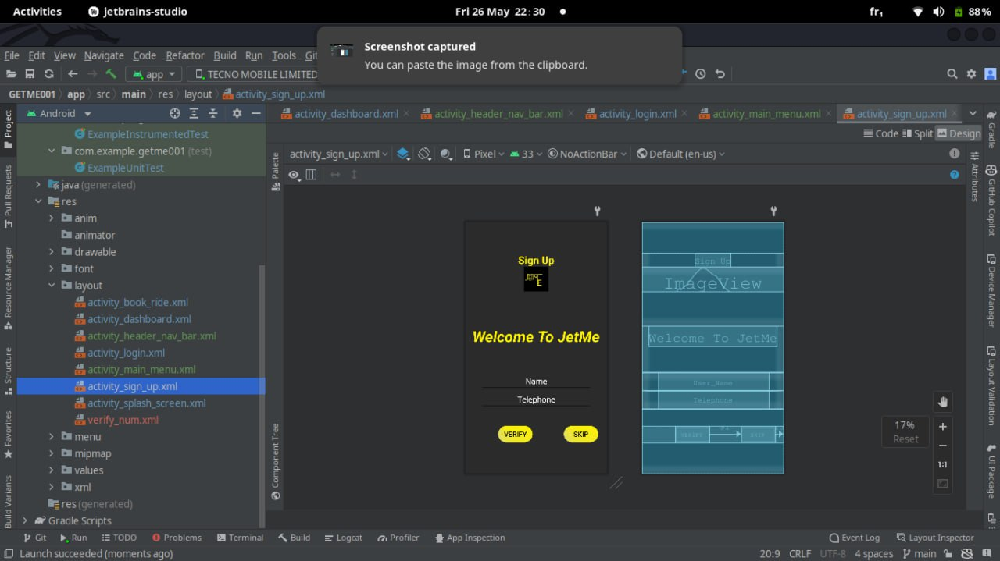 Activities
jetbrains-studio
Fri 26 May 22:30
fr₁
88%
Screenshot captured
You can paste the image from the clipboard.
File Edit View Navigate Code Refactor Build Run Tools Git
app
TECNO MOBILE LIMITED
GETME001 app src main res layout activity_sign_up.xml
Android
activity_dashboard.xml
activity_header_nav_bar.xml
activity_login.xml
activity_main_menu.xml
activity_sign_up.xml
Code Split Design
activity_sign_up.xml
Pixel
33
NoActionBar
Default (en-us)
Project
Pull Requests
Resource Manager
Structure
Favorites
Build Variants
ExampleInstrumentedTest
com.example.getme001 (test)
ExampleUnitTest
java (generated)
res
anim
animator
drawable
font
layout
activity_book_ride.xml
activity_dashboard.xml
activity_header_nav_bar.xml
activity_login.xml
activity_main_menu.xml
activity_sign_up.xml
activity_splash_screen.xml
verify_num.xml
menu
mipmap
values
xml
res (generated)
Gradle Scripts
Palette
Component Tree
Sign Up
JETM
E
Welcome To JetMe
Name
Telephone
VERIFY
SKIP
Sign Up
ImageView
Welcome To JetMe
User_Name
Telephone
VERIFY
SKIP
17%
Reset
1:1
Attributes
Gradle
GitHub Copilot
Device Manager
Layout Validation
UI Package
Git Run TODO Problems Terminal Build Logcat Profiler App Inspection
Event Log Layout Inspector
Launch succeeded (moments ago)
20:9 CRLF UTF-8 4 spaces main